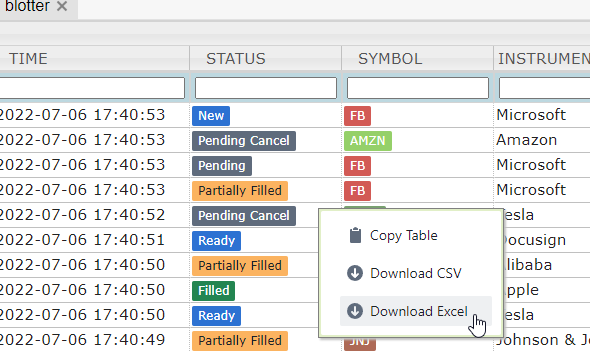 blotter
TIME STATUS SYMBOL INSTRUMEN
2022-07-06 17:40:53 New FB Microsoft
2022-07-06 17:40:53 Pending Cancel AMZN Amazon
2022-07-06 17:40:53 Pending FB Microsoft
2022-07-06 17:40:53 Partially Filled FB Microsoft
2022-07-06 17:40:52 Pending Cancel esla
2022-07-06 17:40:51 Ready Copy Table Docusign
2022-07-06 17:40:50 Partially Filled Download CSV Alibaba
2022-07-06 17:40:50 Filled Apple
2022-07-06 17:40:50 Ready Download Excel esla
2022-07-06 17:40:49 Partially Filled JNJ Johnson & Jo